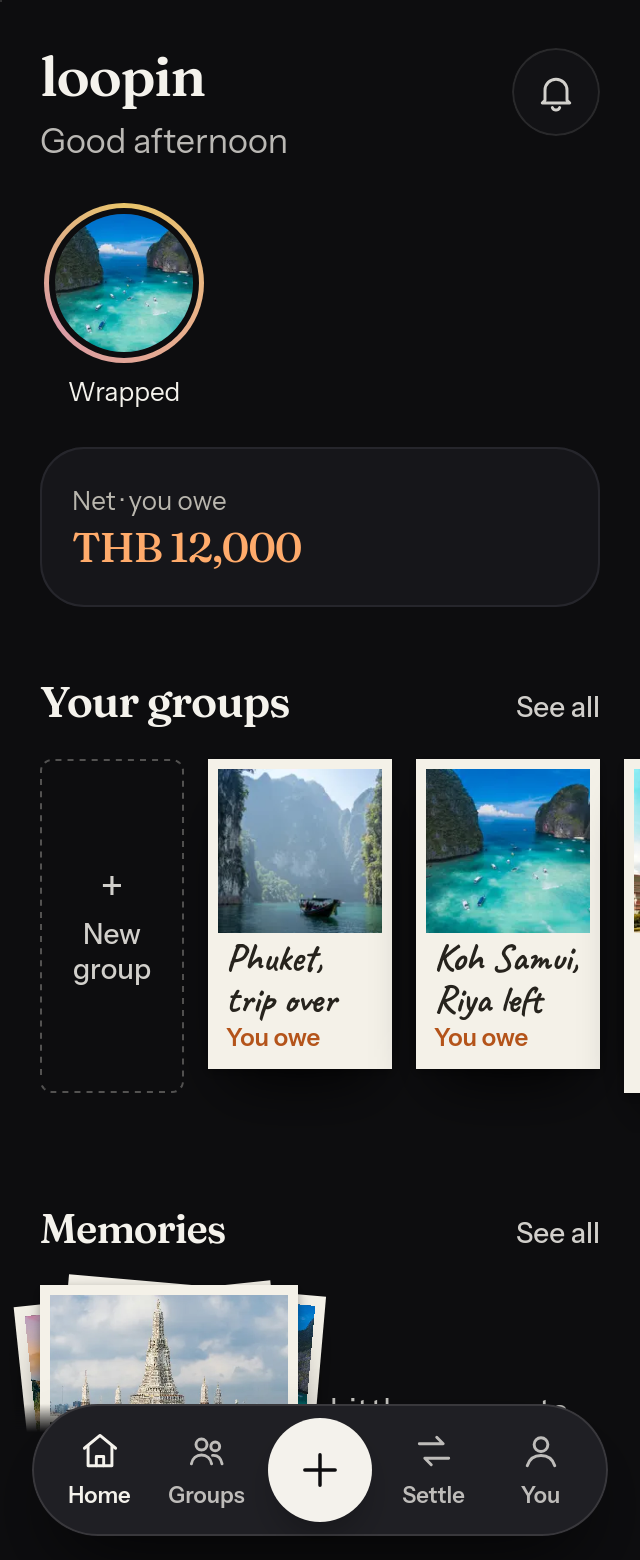 loopin
Good afternoon
Wrapped
Net · you owe
THB 12,000
Your groups
See all
+
New
group
Phuket,
trip over
You owe
Koh Samui,
Riya left
You owe
Memories
See all
Home
Groups
Settle
You